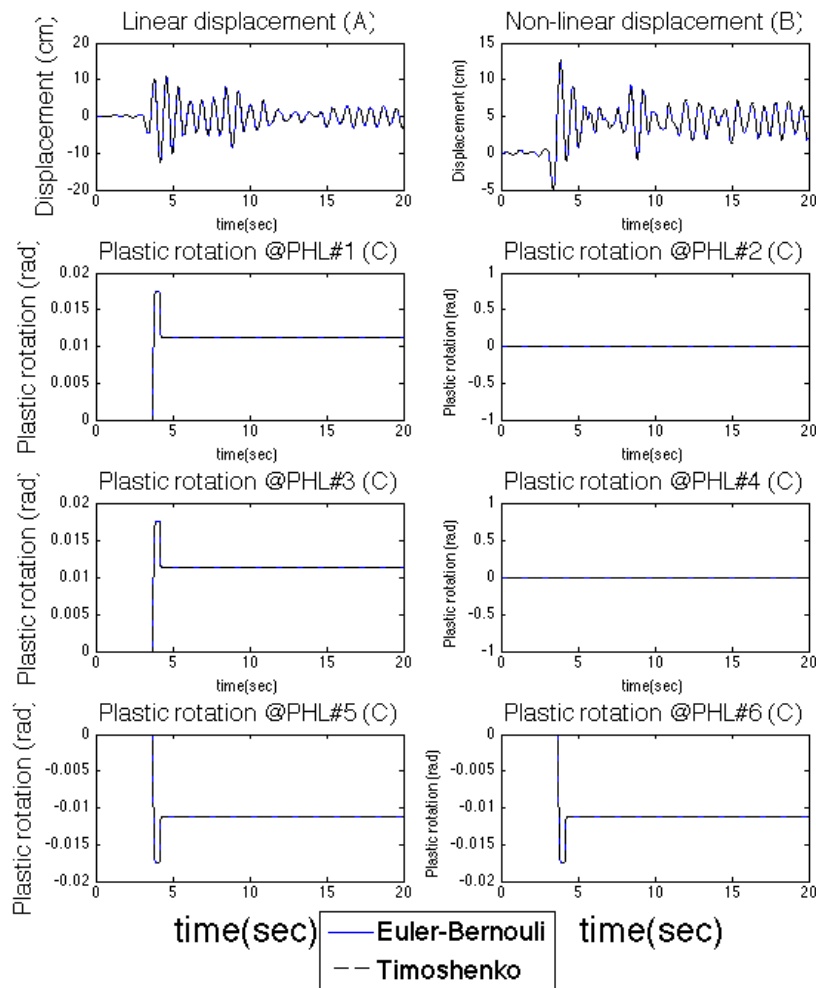 Linear displacement (A)
Displacement (cm)
20
10
0
-10
-20
0 5 10 15 20
time(sec)
Non-linear displacement (B)
Displacement (cm)
15
10
5
0
-5
0 5 10 15 20
time(sec)
Plastic rotation @PHL#1 (C)
Plastic rotation (rad)
0.02
0.015
0.01
0.005
0
0 5 10 15 20
time(sec)
Plastic rotation @PHL#2 (C)
Plastic rotation (rad)
1
0.5
0
-0.5
-1
0 5 10 15 20
time(sec)
Plastic rotation @PHL#3 (C)
Plastic rotation (rad)
0.02
0.015
0.01
0.005
0
0 5 10 15 20
time(sec)
Plastic rotation @PHL#4 (C)
Plastic rotation (rad)
1
0.5
0
-0.5
-1
0 5 10 15 20
time(sec)
Plastic rotation @PHL#5 (C)
Plastic rotation (rad)
0
-0.005
-0.01
-0.015
-0.02
0 5 10 15 20
time(sec)
Plastic rotation @PHL#6 (C)
Plastic rotation (rad)
0
-0.005
-0.01
-0.015
-0.02
0 5 10 15 20
time(sec)
Euler-Bernouli
Timoshenko